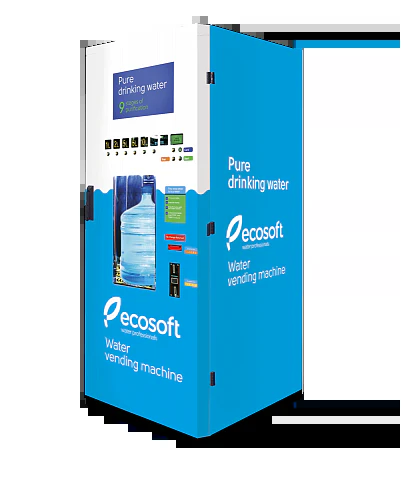 Pure
drinking water
9 stages of
purification
Pure
drinking water
ecosoft
water professionals
Water
vending machine
ecosoft
water professionals
Water
vending machine